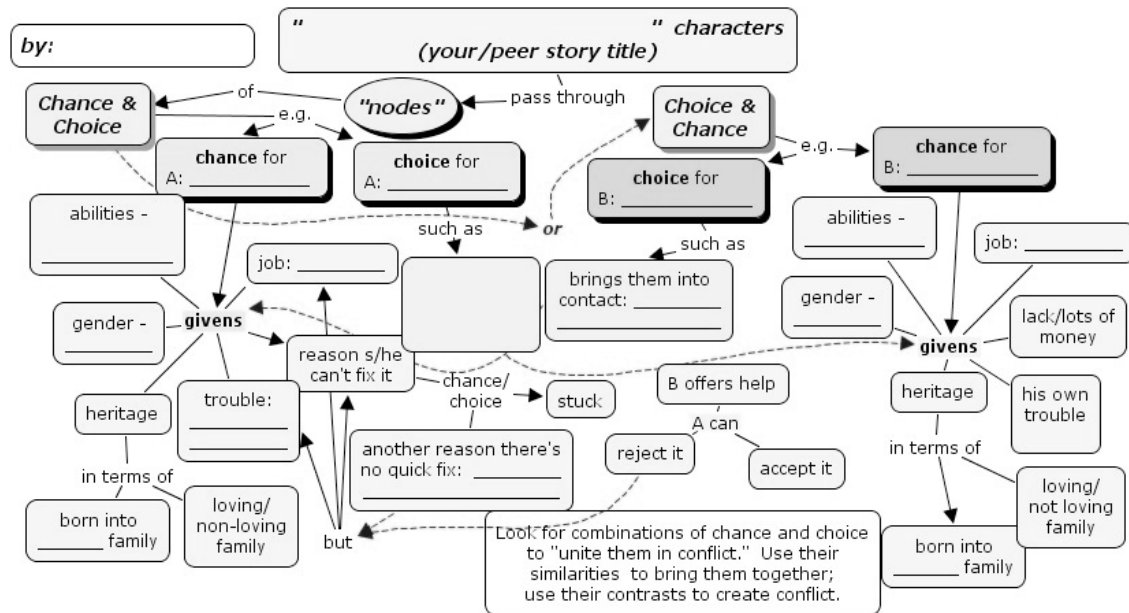 by:
" " characters
(your/peer story title)
Chance &
Choice
of
"nodes"
pass through
e.g.
Choice &
Chance
e.g.
chance for
A: ____________
choice for
A: ____________
choice for
B: ____________
chance for
B: ____________
or
abilities -
such as
such as
abilities -
job: ________
brings them into
contact: ________
____________
job: ________
gender -
________
givens
reason s/he
can't fix it
gender -
________
givens
lack/lots of
money
heritage
trouble:
________
________
chance/
choice
stuck
B offers help
A can
heritage
his own
trouble
another reason there's
no quick fix: ________
____________
reject it
accept it
in terms of
in terms of
born into
______ family
loving/
non-loving
family
but
loving/
not loving
family
born into
______ family
Look for combinations of chance and choice
to "unite them in conflict." Use their
similarities to bring them together;
use their contrasts to create conflict.